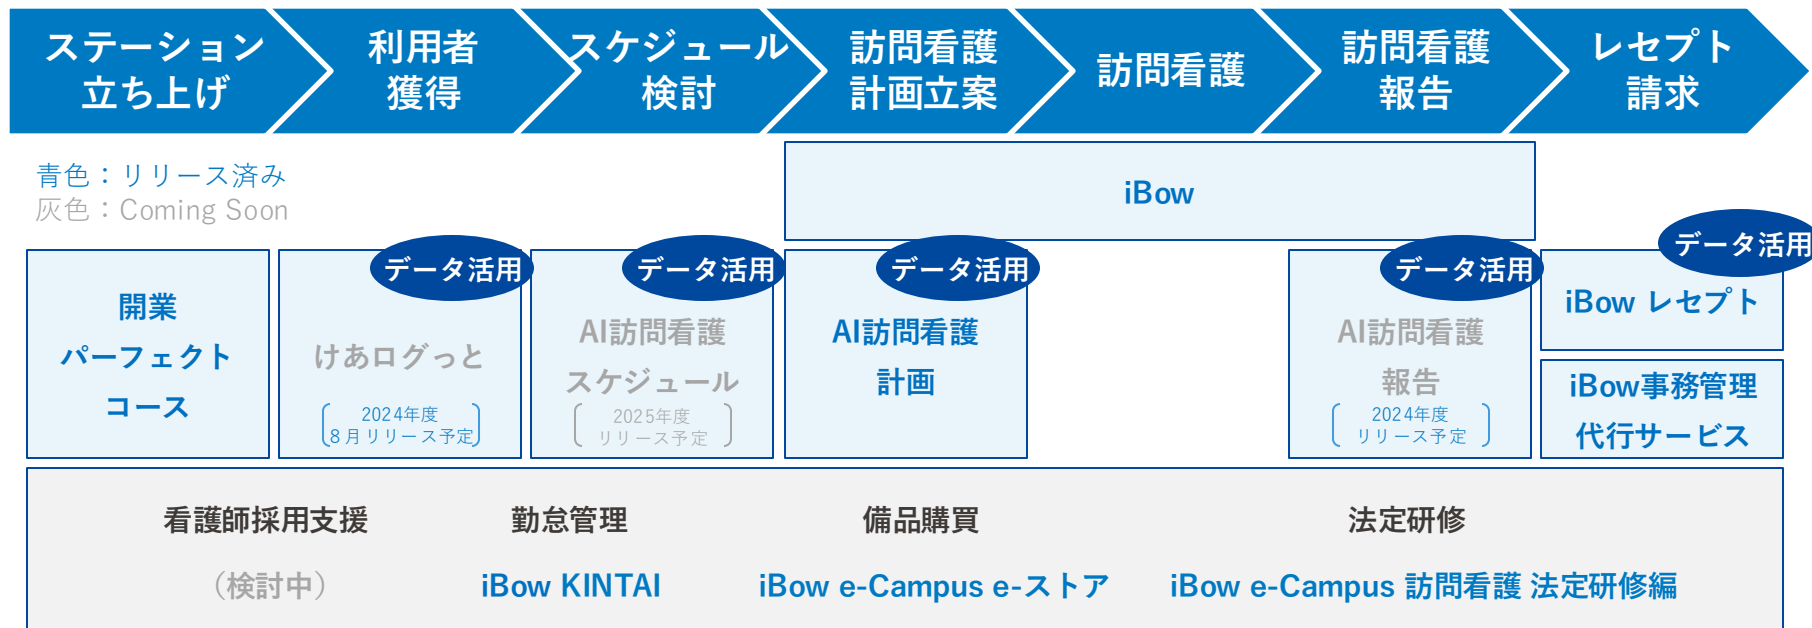 ステーション
立ち上げ
利用者
獲得
スケジュール
検討
訪問看護
計画立案
訪問看護
訪問看護
報告
レセプト
請求
青色：リリース済み
灰色：Coming Soon
iBow
開業
パーフェクト
コース
データ活用
けあログっと
2024年度
8月リリース予定
データ活用
AI訪問看護
スケジュール
2025年度
リリース予定
データ活用
AI訪問看護
計画
データ活用
AI訪問看護
報告
2024年度
リリース予定
データ活用
iBow レセプト
iBow事務管理
代行サービス
看護師採用支援
（検討中）
勤怠管理
iBow KINTAI
備品購買
iBow e-Campus e-ストア
法定研修
iBow e-Campus 訪問看護 法定研修編